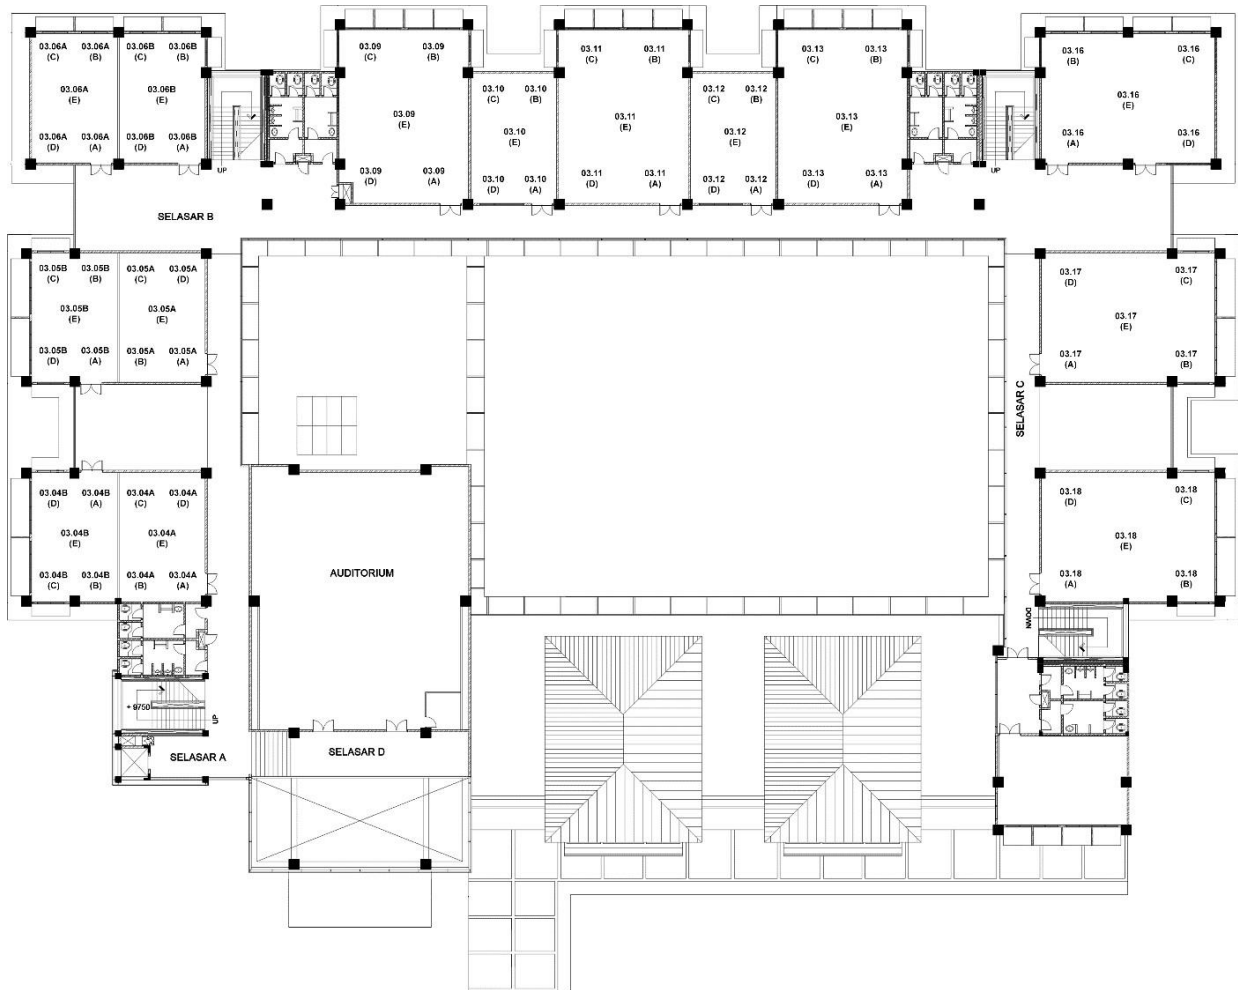 03.06A 03.06A 03.06B 03.06B
(C) (B) (C) (B)
03.06A 03.06B
(E) (E)
03.06A 03.06A 03.06B 03.06B
(D) (A) (D) (A)
UP
03.09 03.09
(C) (B)
03.09
(E)
03.09 03.09
(D) (A)
03.10 03.10
(C) (B)
03.10
(E)
03.10 03.10
(D) (A)
03.11 03.11
(C) (B)
03.11
(E)
03.11 03.11
(D) (A)
03.12 03.12
(C) (B)
03.12
(E)
03.12 03.12
(D) (A)
03.13 03.13
(C) (B)
03.13
(E)
03.13 03.13
(D) (A)
UP
03.16 03.16
(B) (C)
03.16
(E)
03.16 03.16
(A) (D)
SELASAR B
03.05B 03.05B 03.05A 03.05A
(C) (B) (C) (D)
03.05B 03.05A
(E) (E)
03.05B 03.05B 03.05A 03.05A
(D) (A) (B) (A)
03.17 03.17
(D) (C)
03.17
(E)
03.17 03.17
(A) (B)
SELASAR C
03.04B 03.04B 03.04A 03.04A
(D) (A) (C) (D)
03.04B 03.04A
(E) (E)
03.04B 03.04B 03.04A 03.04A
(C) (B) (B) (A)
03.18 03.18
(D) (C)
03.18
(E)
03.18 03.18
(A) (B)
AUDITORIUM
DOWN
+ 9750
UP
SELASAR A
SELASAR D